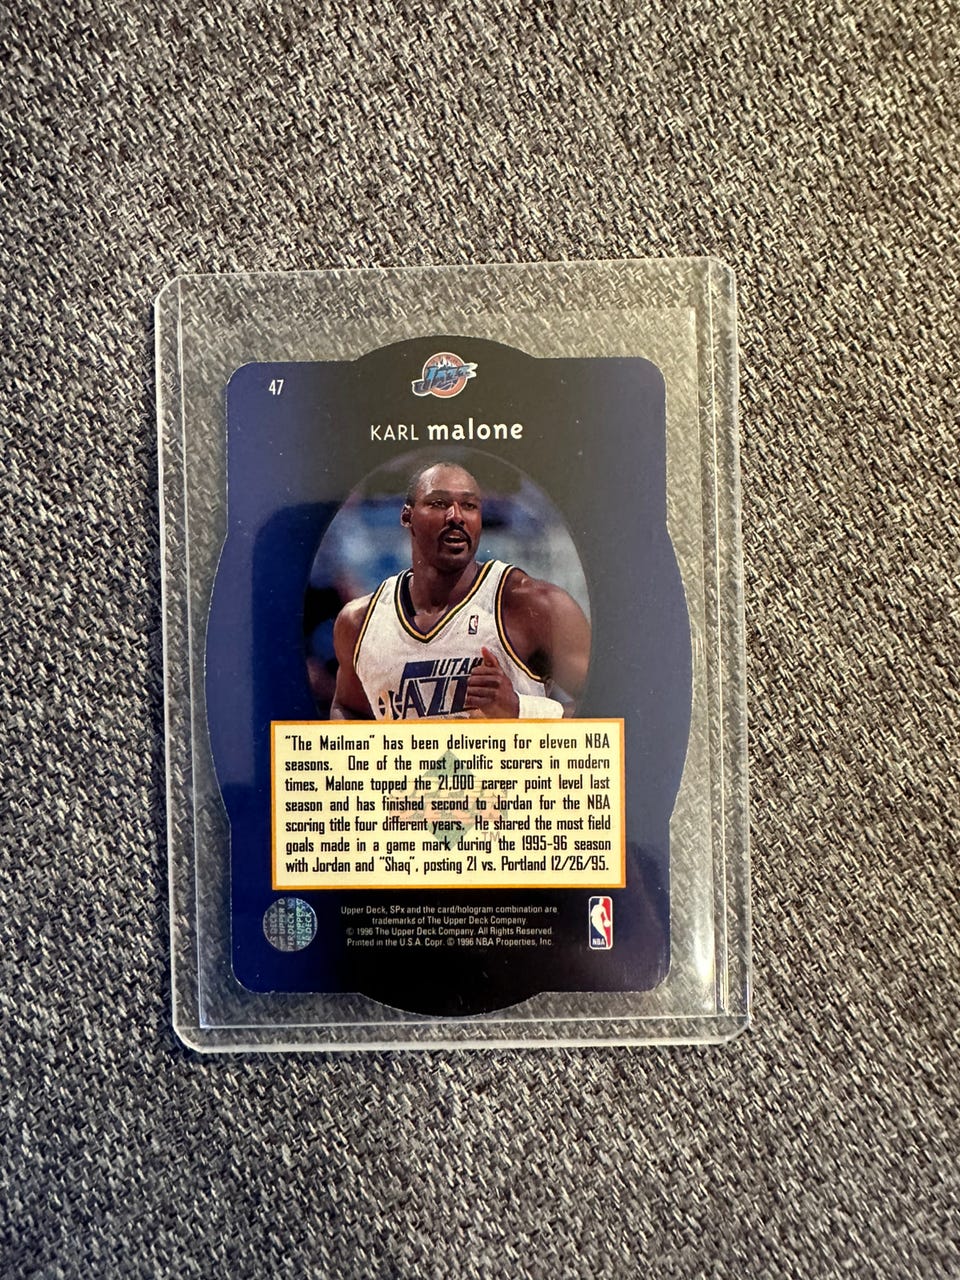 JAZZ
47
KARL malone
UTAH
JAZZ
"The Mailman" has been delivering for eleven NBA
seasons. One of the most prolific scorers in modern
times, Malone topped the 21,000 career point level last
season and has finished second to Jordan for the NBA
scoring title four different years. He shared the most field
goals made in a game mark during the 1995-96 season
with Jordan and "Shaq", posting 21 vs. Portland 12/26/95.
TM
Upper Deck, SPx and the card/hologram combination are
trademarks of The Upper Deck Company.
© 1996 The Upper Deck Company. All Rights Reserved.
Printed in the U.S.A. Copr. © 1996 NBA Properties, Inc.
NBA